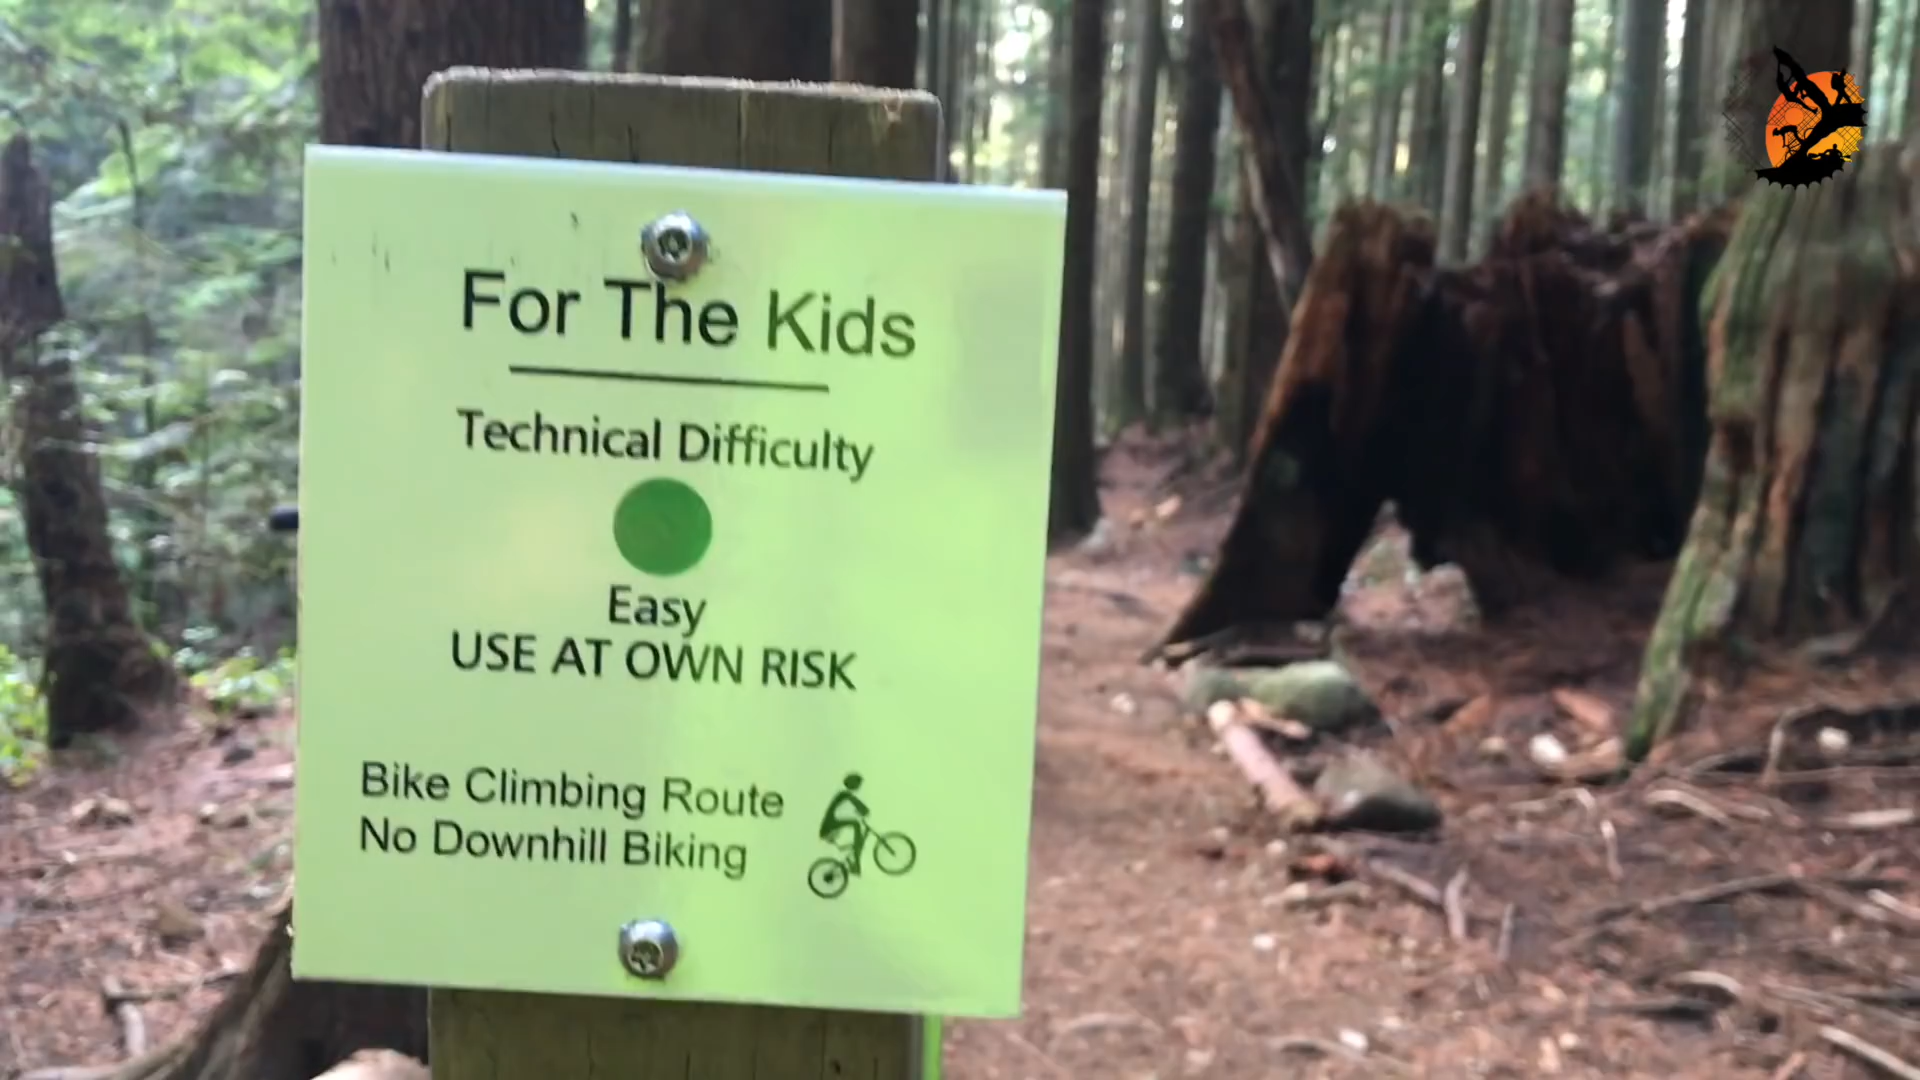 For The Kids
Technical Difficulty
Easy
USE AT OWN RISK
Bike Climbing Route
No Downhill Biking